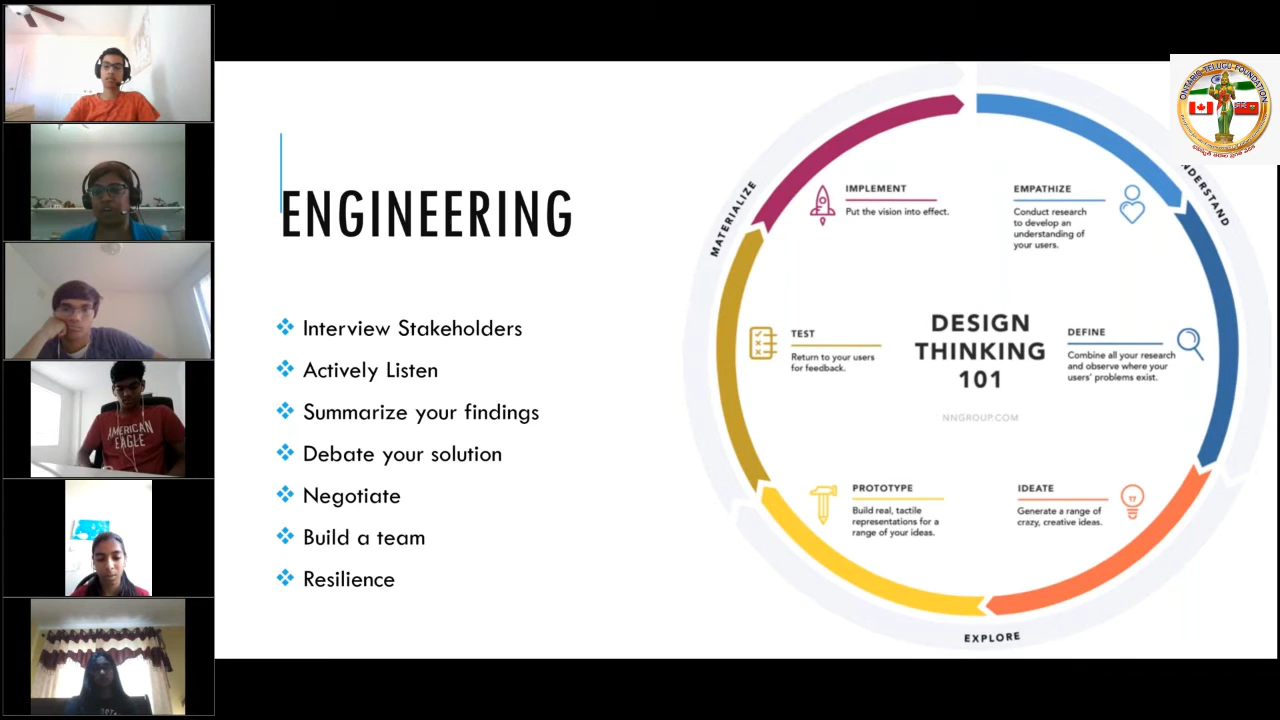 ENGINEERING
Interview Stakeholders
Actively Listen
Summarize your findings
Debate your solution
Negotiate
Build a team
Resilience
MATERIALIZE
IMPLEMENT
Put the vision into effect.
EMPATHIZE
Conduct research
to develop an
understanding of
your users.
NDERSTAND
TEST
Return to your users
for feedback.
DESIGN
THINKING
101
NNGROUP.COM
DEFINE
Combine all your research
and observe where your
users' problems exist.
PROTOTYPE
Build real, tactile
representations for a
range of your ideas.
IDEATE
Generate a range of
crazy, creative ideas.
EXPLORE
ONTARIO TELUGU FOUNDATION
AMERICAN
EAGLE